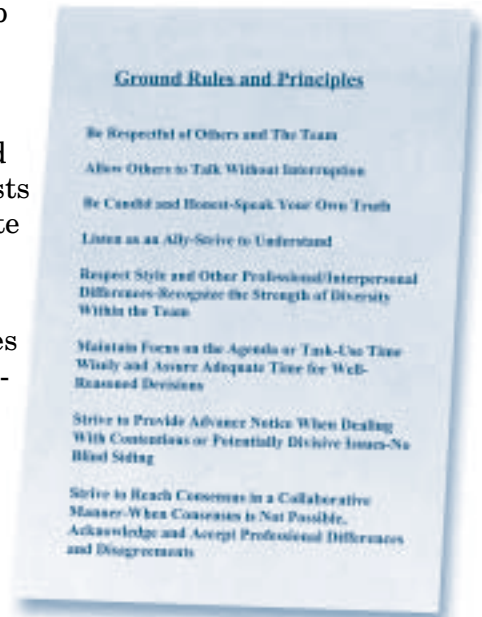 Ground Rules and Principles
Be Respectful of Others and The Team
Allow Others to Talk Without Interruption
Be Candid and Honest-Speak Your Own Truth
Listen as an Ally-Strive to Understand
Respect Style and Other Professional/Interpersonal
Differences-Recognize the Strength of Diversity
Within the Team
Maintain Focus on the Agenda or Task-Use Time
Wisely and Assure Adequate Time for Well-
Reasoned Decisions
Strive to Provide Advance Notice When Dealing
With Contentious or Potentially Divisive Issues-No
Blind Siding
Strive to Reach Consensus in a Collaborative
Manner-When Consensus is Not Possible,
Acknowledge and Accept Professional Differences
and Disagreements